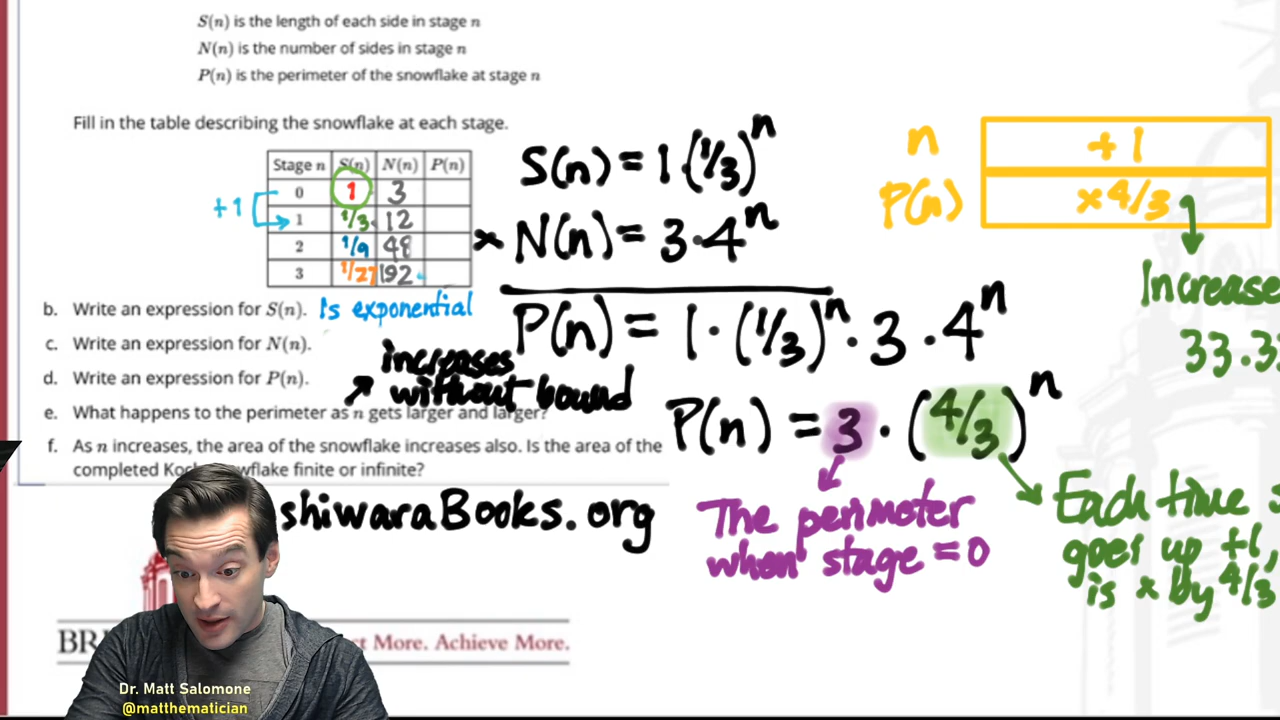 S(n) is the length of each side in stage n
N(n) is the number of sides in stage n
P(n) is the perimeter of the snowflake at stage n
Fill in the table describing the snowflake at each stage.
Stage n S(n) N(n) P(n)
0 1 3
1 1/3 12
2 1/9 48
3 1/27 192
+1
b. Write an expression for S(n). Is exponential
c. Write an expression for N(n).
d. Write an expression for P(n).
increases
without bound
e. What happens to the perimeter as n gets larger and larger?
f. As n increases, the area of the snowflake increases also. Is the area of the
completed Koch snowflake finite or infinite?
S(n) = 1(1/3)^n
× N(n) = 3·4^n
P(n) = 1·(1/3)^n·3·4^n
P(n) = 3·(4/3)^n
The perimeter
when stage = 0
n +1
P(n) ×4/3
Increase
33.33
Each time
goes up +1,
is × by 4/3
shiwaraBooks.org
BR
More. Achieve More.
Dr. Matt Salomone
@matthematician